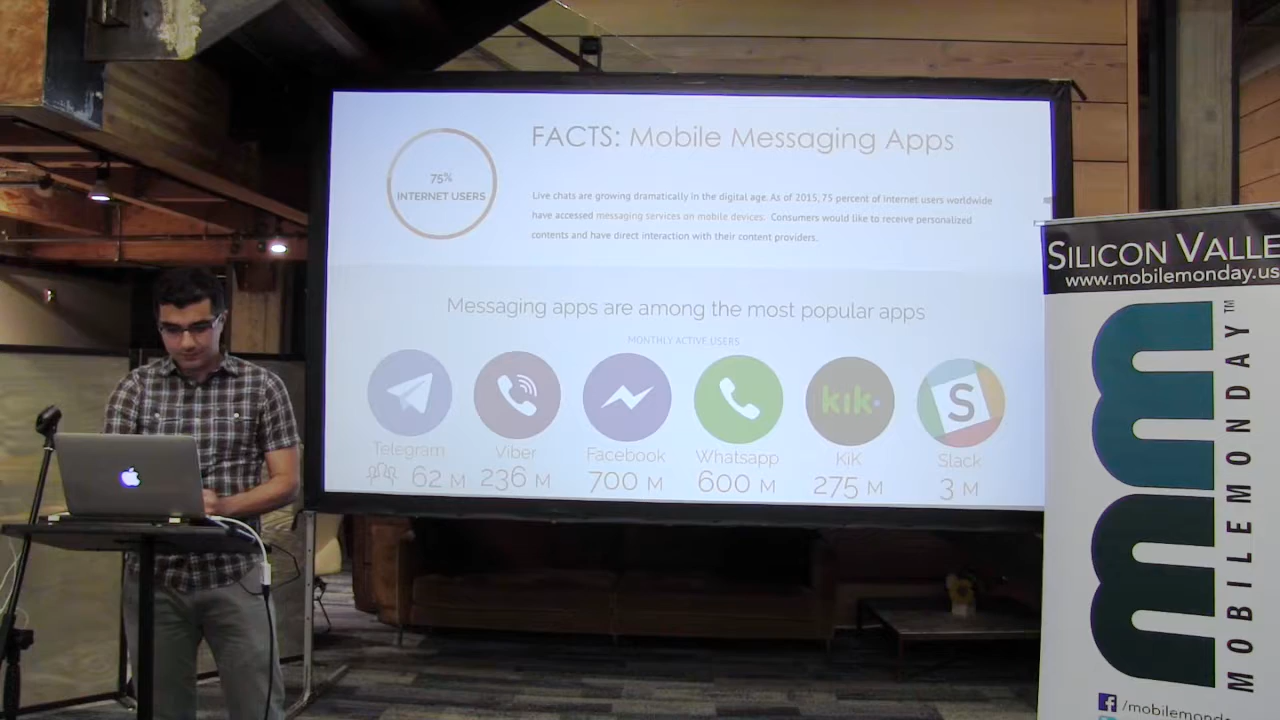 FACTS: Mobile Messaging Apps
75%
INTERNET USERS
Live chats are growing dramatically in the digital age. As of 2015, 75 percent of internet users worldwide
have accessed messaging services on mobile devices. Consumers would like to receive personalized
contents and have direct interaction with their content providers.
Messaging apps are among the most popular apps
MONTHLY ACTIVE USERS
kik.
S
Telegram Viber Facebook Whatsapp KiK Slack
62 M 236 M 700 M 600 M 275 M 3 M
SILICON VALLE
www.mobilemonday.us
MOBILEMONDAY™
f /mobilemonday